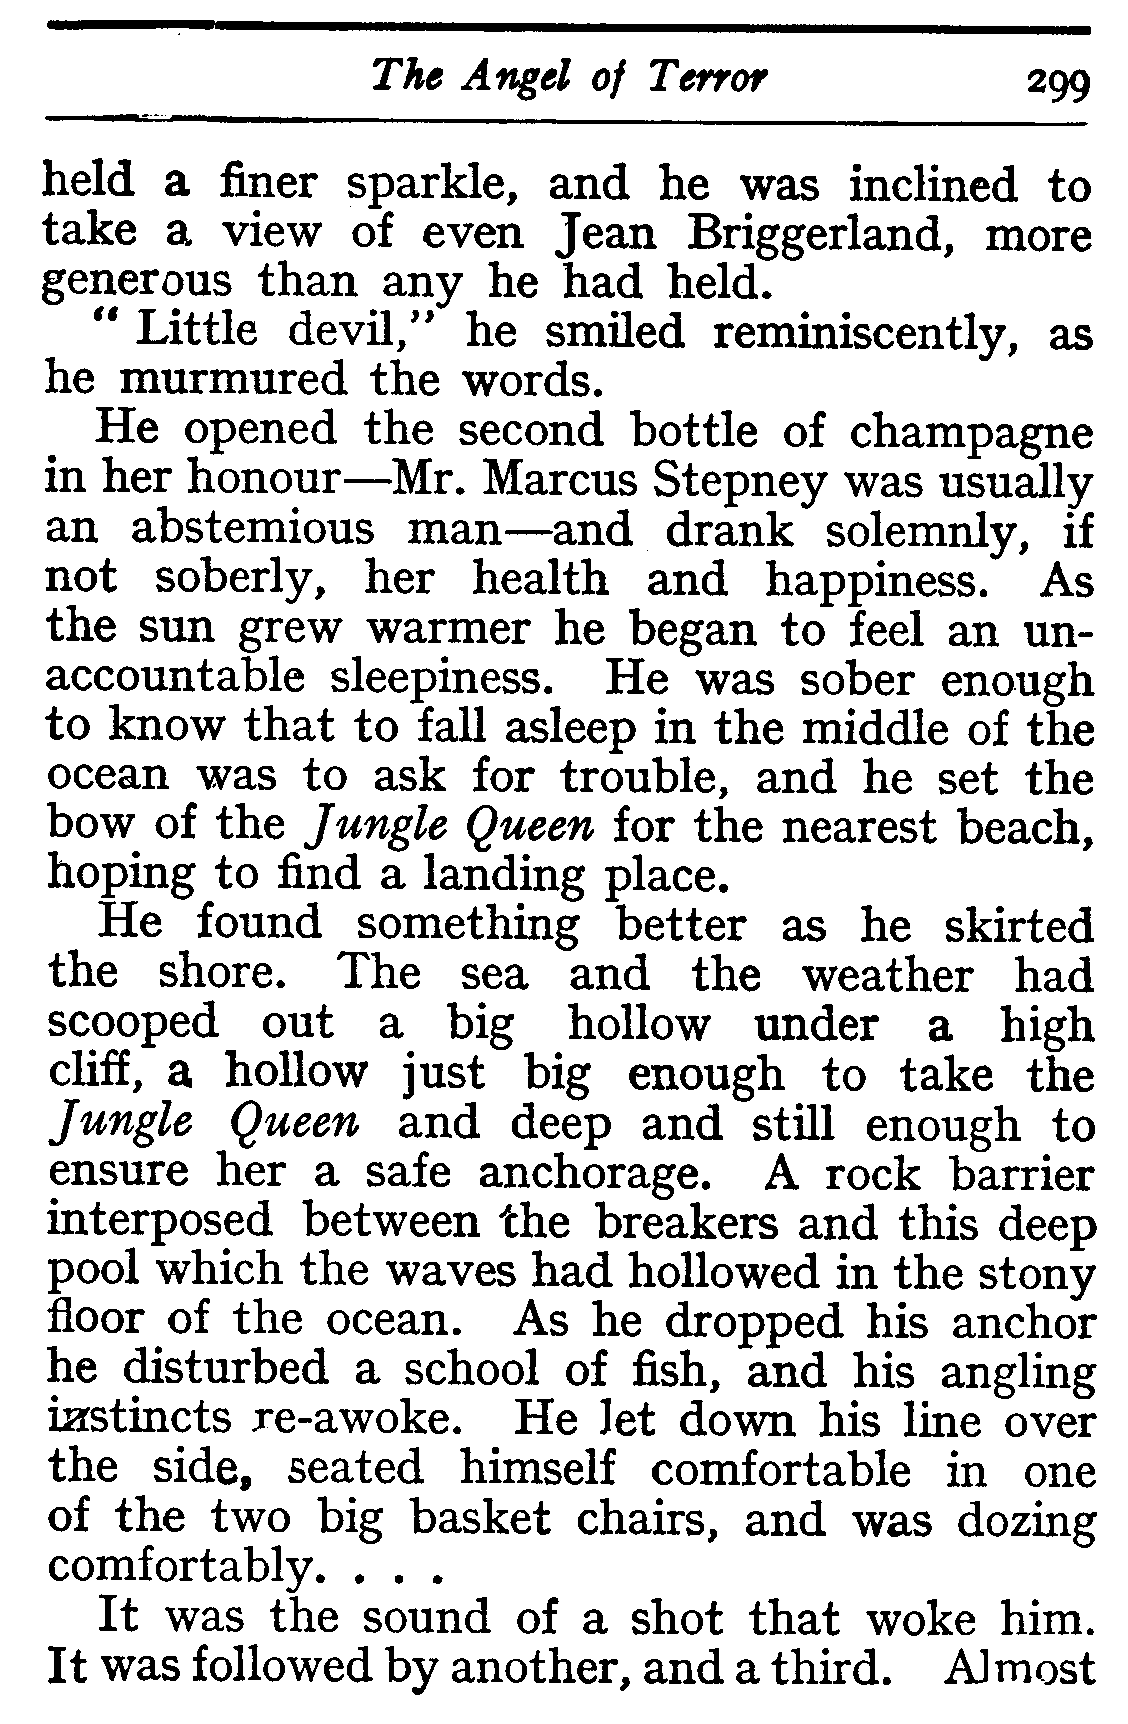 The Angel of Terror 299
held a finer sparkle, and he was inclined to
take a view of even Jean Briggerland, more
generous than any he had held.
" Little devil," he smiled reminiscently, as
he murmured the words.
He opened the second bottle of champagne
in her honour—Mr. Marcus Stepney was usually
an abstemious man—and drank solemnly, if
not soberly, her health and happiness. As
the sun grew warmer he began to feel an un-
accountable sleepiness. He was sober enough
to know that to fall asleep in the middle of the
ocean was to ask for trouble, and he set the
bow of the Jungle Queen for the nearest beach,
hoping to find a landing place.
He found something better as he skirted
the shore. The sea and the weather had
scooped out a big hollow under a high
cliff, a hollow just big enough to take the
Jungle Queen and deep and still enough to
ensure her a safe anchorage. A rock barrier
interposed between the breakers and this deep
pool which the waves had hollowed in the stony
floor of the ocean. As he dropped his anchor
he disturbed a school of fish, and his angling
instincts re-awoke. He let down his line over
the side, seated himself comfortable in one
of the two big basket chairs, and was dozing
comfortably. . . .
It was the sound of a shot that woke him.
It was followed by another, and a third. Almost